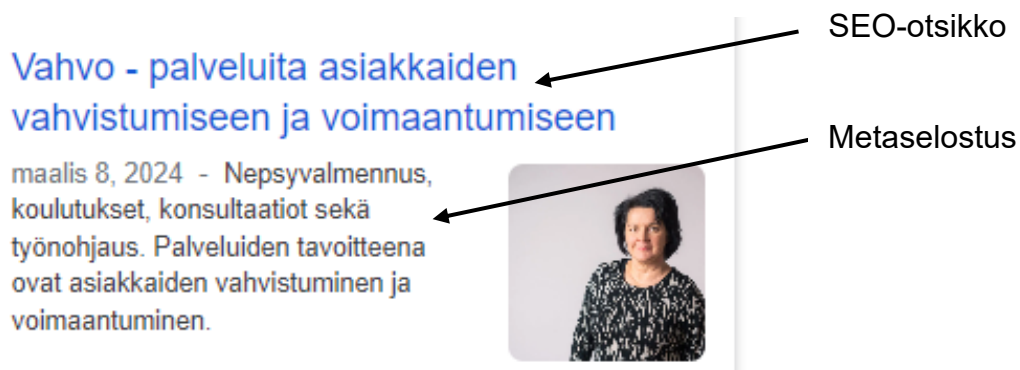 SEO-otsikko
Vahvo - palveluita asiakkaiden
vahvistumiseen ja voimaantumiseen
Metaselostus
maalis 8, 2024 - Nepsyvalmennus,
koulutukset, konsultaatiot sekä
työnohjaus. Palveluiden tavoitteena
ovat asiakkaiden vahvistuminen ja
voimaantuminen.